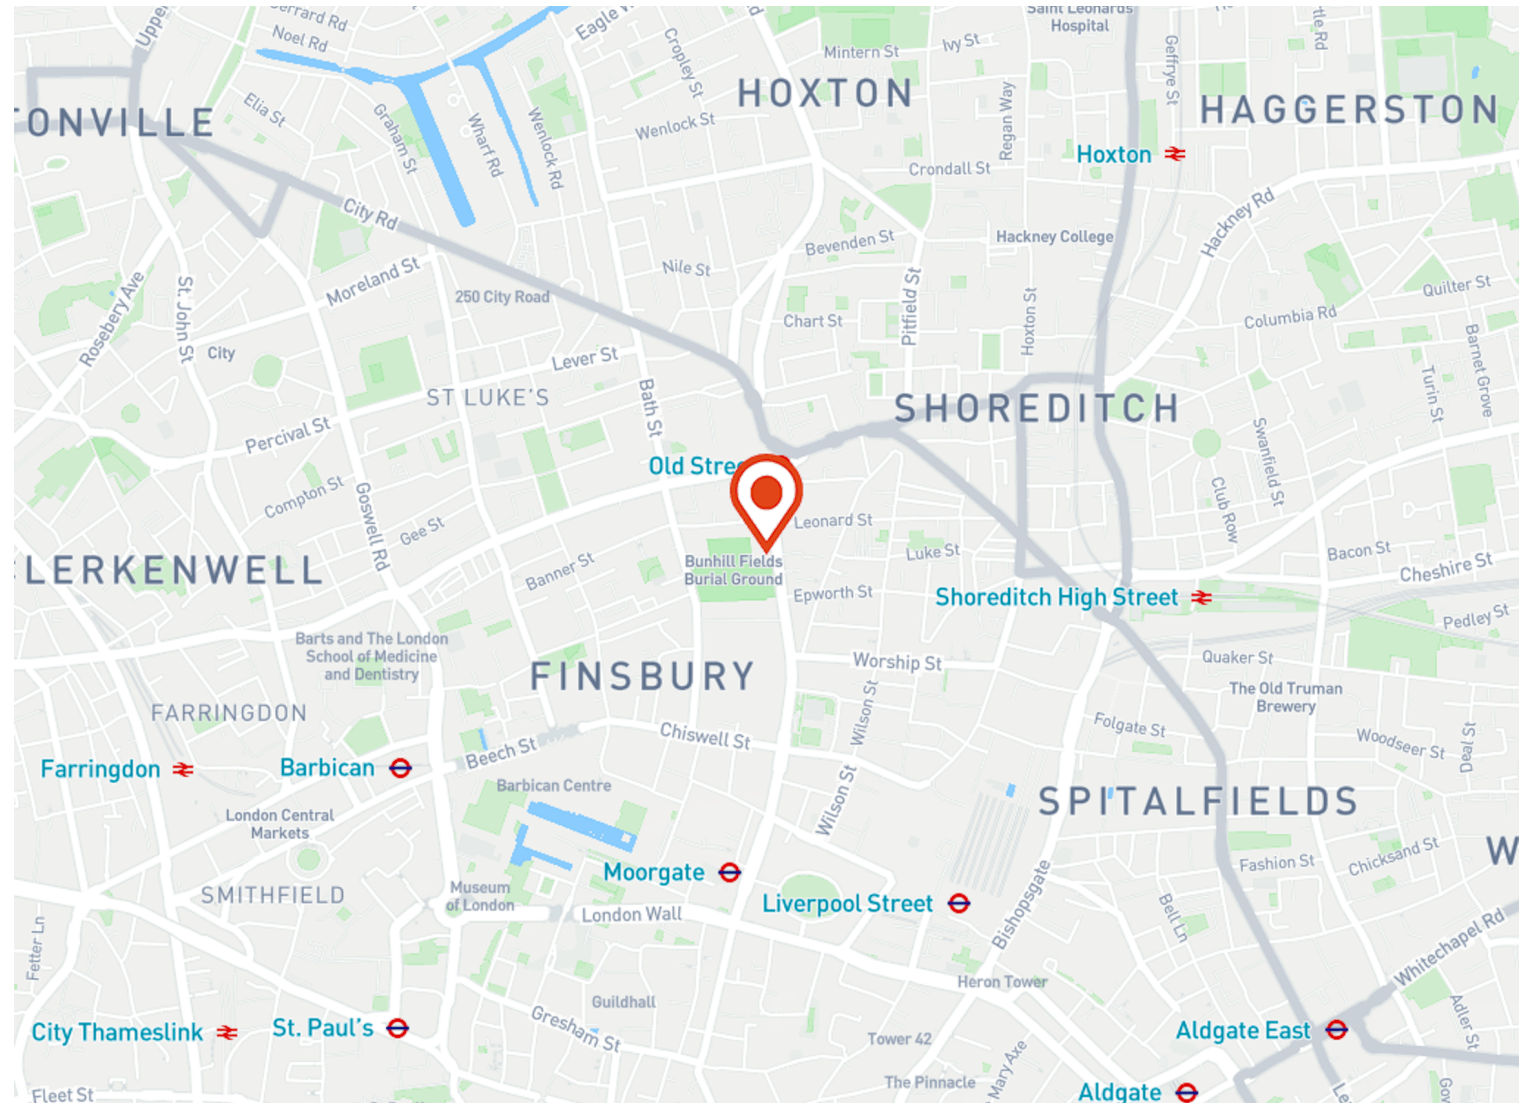 Gerrard Rd
Upper
Noel Rd
Eagle
Cropley St
Mintern St
Ivy St
Saint Leonards
Hospital
Geffrye St
HOXTON
HAGGERSTON
TONVILLE
Elia St
Graham St
Wharf Rd
Wenlock Rd
Wenlock St
Regan Way
Crondall St
Hoxton
City Rd
Hackney Rd
Bevenden St
Hackney College
Nile St
Moreland St
250 City Road
Rosebery Ave
St. John St
Chart St
Pitfield St
Hoxton St
Columbia Rd
Quilter St
City
Lever St
Barnet Grove
ST LUKE'S
Bath St
SHOREDITCH
Turin St
Percival St
Swanfield St
Old Stre
Compton St
Goswell Rd
Gee St
Leonard St
Club Row
Banner St
Bunhill Fields
Burial Ground
Luke St
Bacon St
Cheshire St
CLERKENWELL
Epworth St
Shoreditch High Street
Pedley St
Barts and The London
School of Medicine
and Dentistry
FINSBURY
Worship St
Quaker St
The Old Truman
Brewery
FARRINGDON
Wilson St
Folgate St
Chiswell St
Woodseer St
Deal St
Farringdon
Barbican
Beech St
Barbican Centre
Wilson St
SPITALFIELDS
London Central
Markets
Moorgate
Fashion St
Chicksand St
W
SMITHFIELD
Museum
of London
Liverpool Street
London Wall
Bishopsgate
Bell Ln
Whitechapel Rd
Fetter Ln
Heron Tower
Guildhall
Adler St
City Thameslink
St. Paul's
Gresham St
Tower 42
Aldgate East
Mary Axe
The Pinnacle
Fleet St
Aldgate